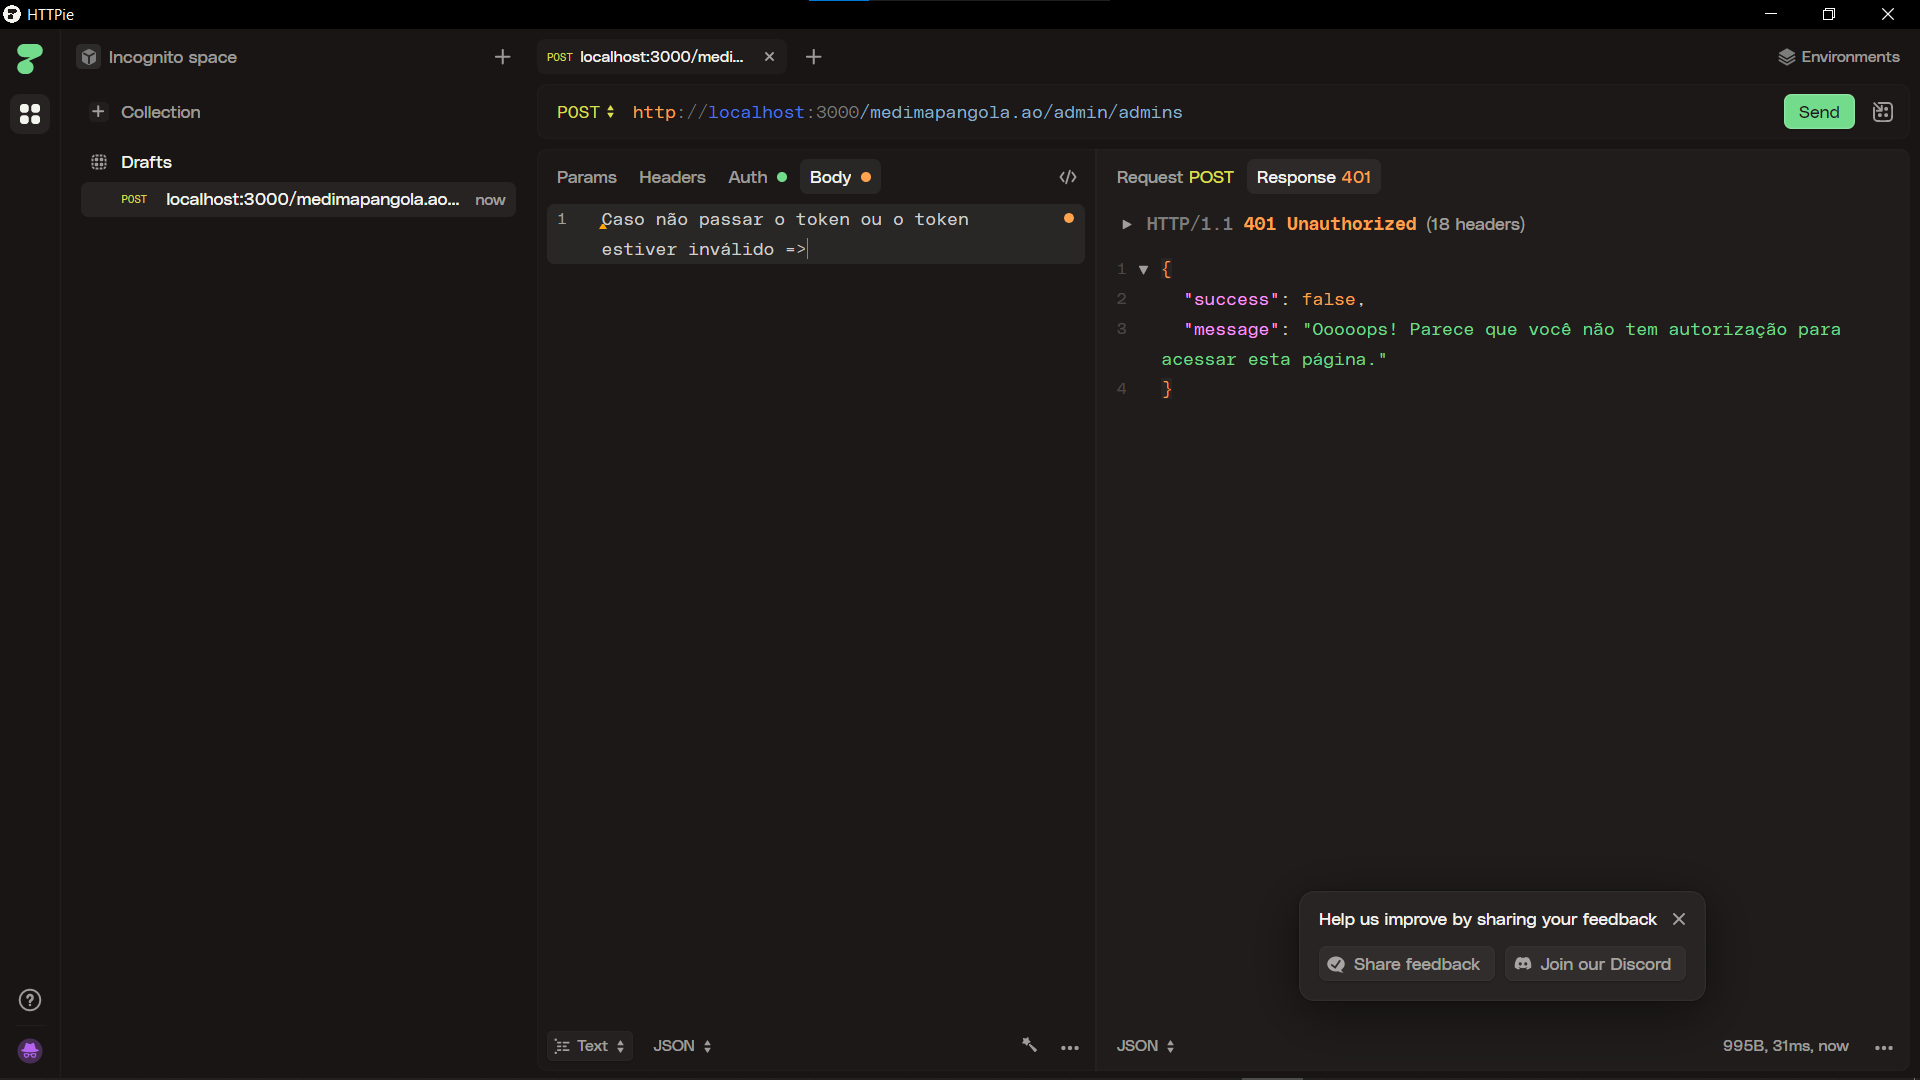 HTTPie
Incognito space
POST localhost:3000/medi...
Environments
Collection
POST http://localhost:3000/medimapangola.ao/admin/admins
Send
Drafts
POST localhost:3000/medimapangola.ao... now
Params Headers Auth Body
Request POST Response 401
1 Caso não passar o token ou o token
estiver inválido =>
HTTP/1.1 401 Unauthorized (18 headers)
1 {
2 "success": false,
3 "message": "Ooooops! Parece que você não tem autorização para
acessar esta página."
4 }
Help us improve by sharing your feedback
Share feedback
Join our Discord
Text JSON
JSON
995B, 31ms, now